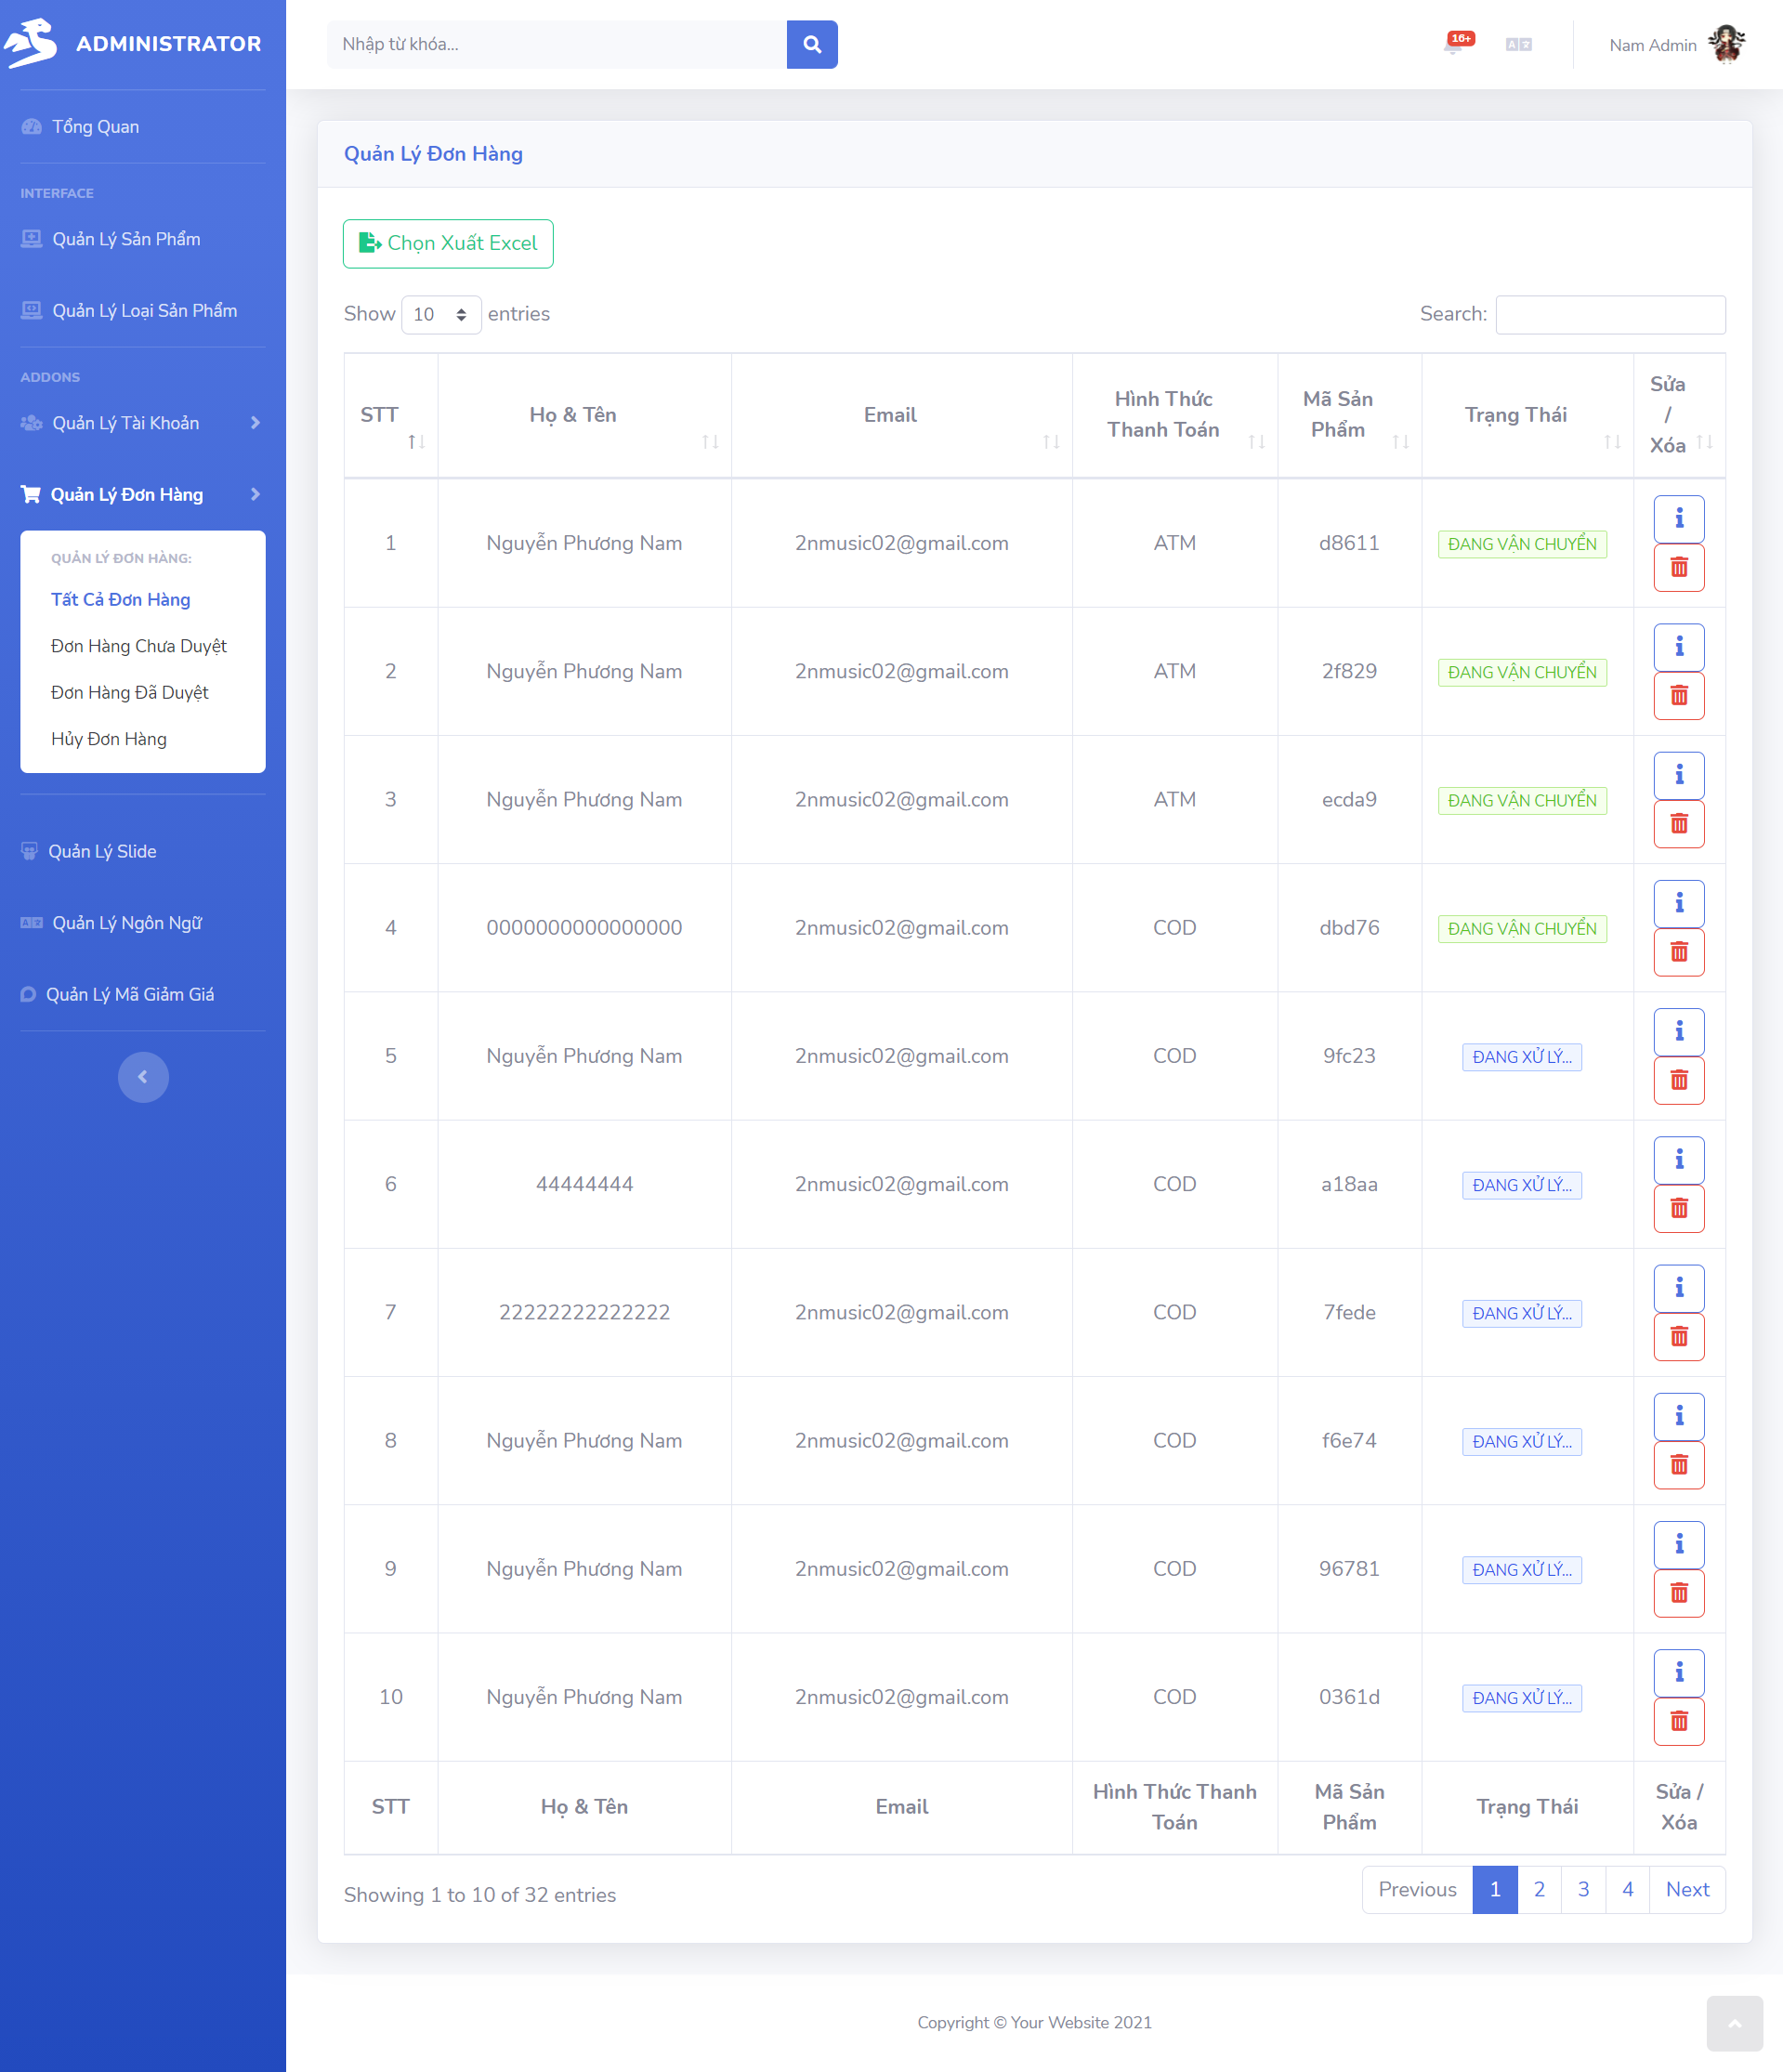 ADMINISTRATOR
Tổng Quan
INTERFACE
Quản Lý Sản Phẩm
Quản Lý Loại Sản Phẩm
ADDONS
Quản Lý Tài Khoản
Quản Lý Đơn Hàng
QUẢN LÝ ĐƠN HÀNG:
Tất Cả Đơn Hàng
Đơn Hàng Chưa Duyệt
Đơn Hàng Đã Duyệt
Hủy Đơn Hàng
Quản Lý Slide
Quản Lý Ngôn Ngữ
Quản Lý Mã Giảm Giá
Nhập từ khóa...
16+
Nam Admin
Quản Lý Đơn Hàng
Chọn Xuất Excel
Show 10 entries
Search:
STT Họ & Tên Email Hình Thức Thanh Toán Mã Sản Phẩm Trạng Thái Sửa / Xóa
1 Nguyễn Phương Nam 2nmusic02@gmail.com ATM d8611 ĐANG VẬN CHUYỂN
2 Nguyễn Phương Nam 2nmusic02@gmail.com ATM 2f829 ĐANG VẬN CHUYỂN
3 Nguyễn Phương Nam 2nmusic02@gmail.com ATM ecda9 ĐANG VẬN CHUYỂN
4 0000000000000000 2nmusic02@gmail.com COD dbd76 ĐANG VẬN CHUYỂN
5 Nguyễn Phương Nam 2nmusic02@gmail.com COD 9fc23 ĐANG XỬ LÝ...
6 44444444 2nmusic02@gmail.com COD a18aa ĐANG XỬ LÝ...
7 22222222222222 2nmusic02@gmail.com COD 7fede ĐANG XỬ LÝ...
8 Nguyễn Phương Nam 2nmusic02@gmail.com COD f6e74 ĐANG XỬ LÝ...
9 Nguyễn Phương Nam 2nmusic02@gmail.com COD 96781 ĐANG XỬ LÝ...
10 Nguyễn Phương Nam 2nmusic02@gmail.com COD 0361d ĐANG XỬ LÝ...
STT Họ & Tên Email Hình Thức Thanh Toán Mã Sản Phẩm Trạng Thái Sửa / Xóa
Showing 1 to 10 of 32 entries
Previous 1 2 3 4 Next
Copyright © Your Website 2021